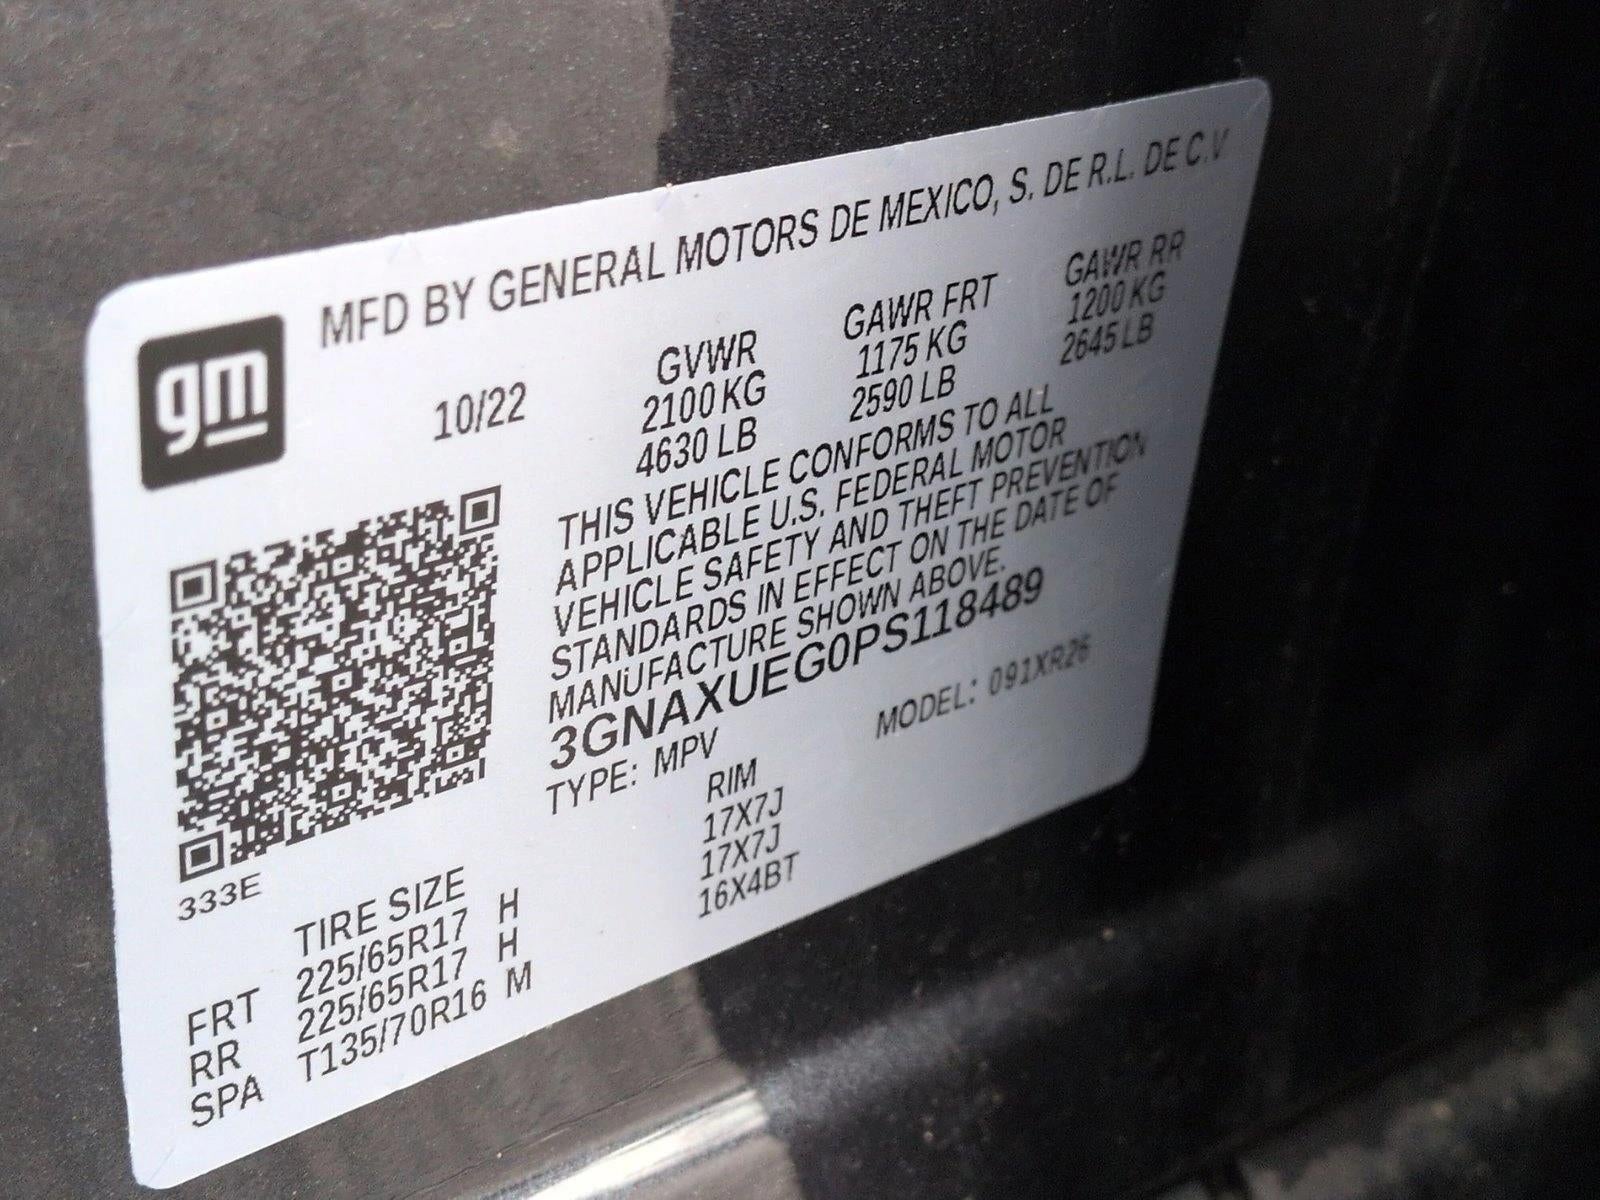 MFD BY GENERAL MOTORS DE MEXICO, S. DE R.L. DE C.V
gm
10/22
GVWR GAWR FRT GAWR RR
2100 KG 1175 KG 1200 KG
4630 LB 2590 LB 2645 LB
THIS VEHICLE CONFORMS TO ALL
APPLICABLE U.S. FEDERAL MOTOR
VEHICLE SAFETY AND THEFT PREVENTION
STANDARDS IN EFFECT ON THE DATE OF
MANUFACTURE SHOWN ABOVE.
3GNAXUEG0PS118489
TYPE: MPV MODEL: 091XR26
333E
TIRE SIZE RIM
FRT 225/65R17 H 17X7J
RR 225/65R17 H 17X7J
SPA T135/70R16 M 16X4BT